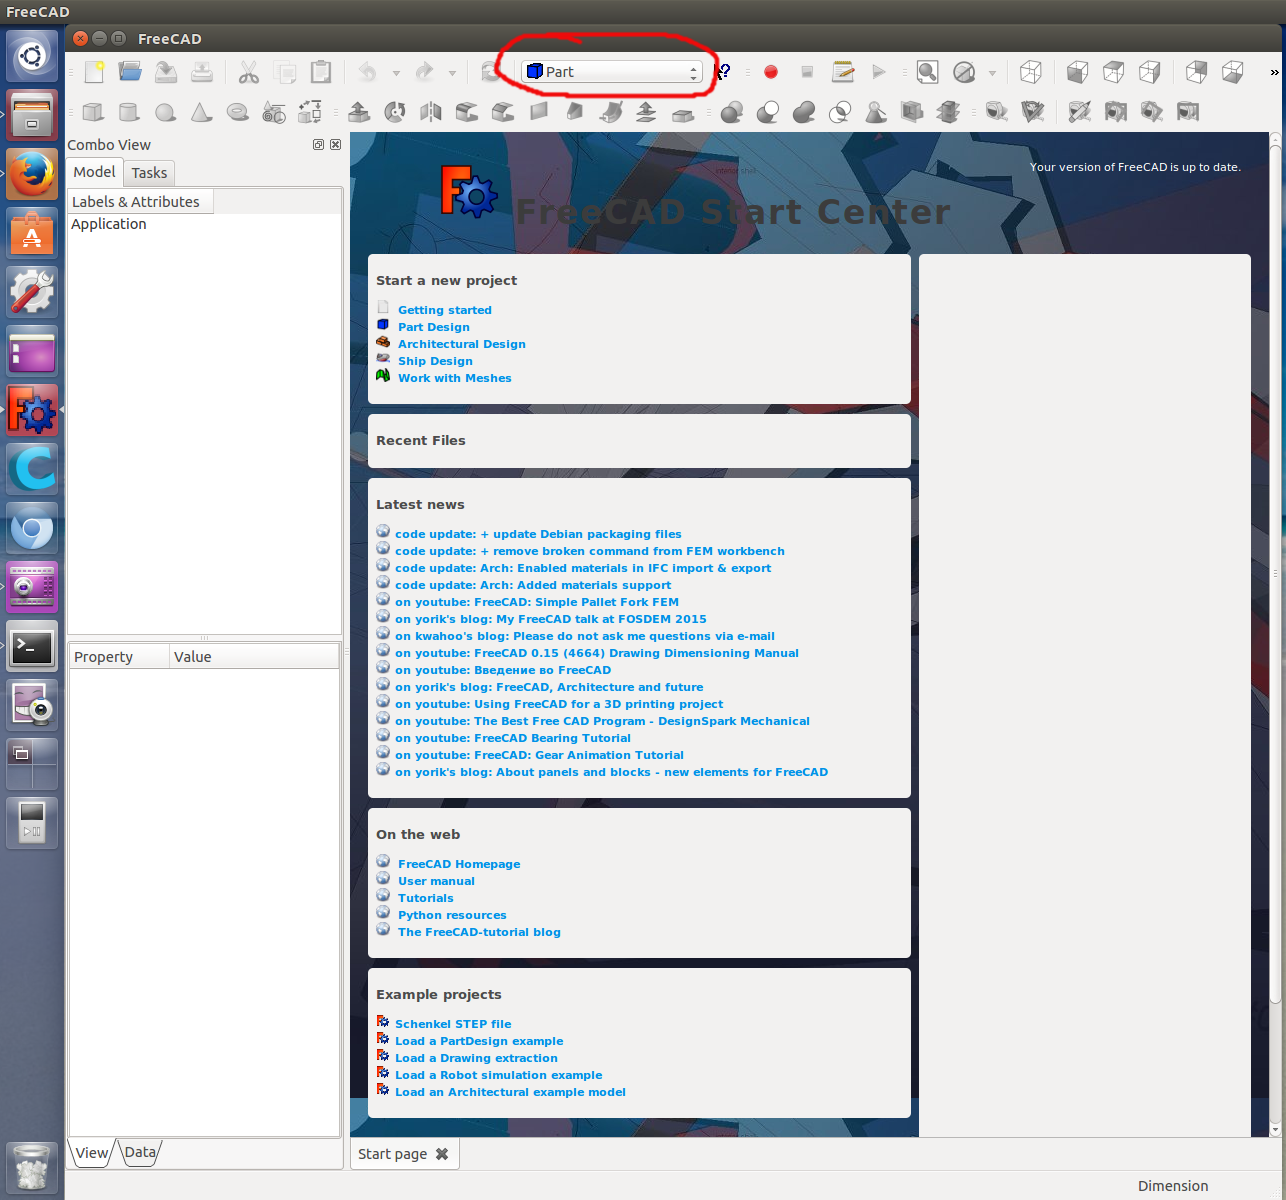 FreeCAD
FreeCAD
Part
Combo View
Model Tasks
Labels & Attributes
Application
Property Value
View Data
interior shell
Your version of FreeCAD is up to date.
FreeCAD Start Center
Start a new project
Getting started
Part Design
Architectural Design
Ship Design
Work with Meshes
Recent Files
Latest news
code update: + update Debian packaging files
code update: + remove broken command from FEM workbench
code update: Arch: Enabled materials in IFC import & export
code update: Arch: Added materials support
on youtube: FreeCAD: Simple Pallet Fork FEM
on yorik's blog: My FreeCAD talk at FOSDEM 2015
on kwahoo's blog: Please do not ask me questions via e-mail
on youtube: FreeCAD 0.15 (4664) Drawing Dimensioning Manual
on youtube: Введение во FreeCAD
on yorik's blog: FreeCAD, Architecture and future
on youtube: Using FreeCAD for a 3D printing project
on youtube: The Best Free CAD Program - DesignSpark Mechanical
on youtube: FreeCAD Bearing Tutorial
on youtube: FreeCAD: Gear Animation Tutorial
on yorik's blog: About panels and blocks - new elements for FreeCAD
On the web
FreeCAD Homepage
User manual
Tutorials
Python resources
The FreeCAD-tutorial blog
Example projects
Schenkel STEP file
Load a PartDesign example
Load a Drawing extraction
Load a Robot simulation example
Load an Architectural example model
Start page
Dimension